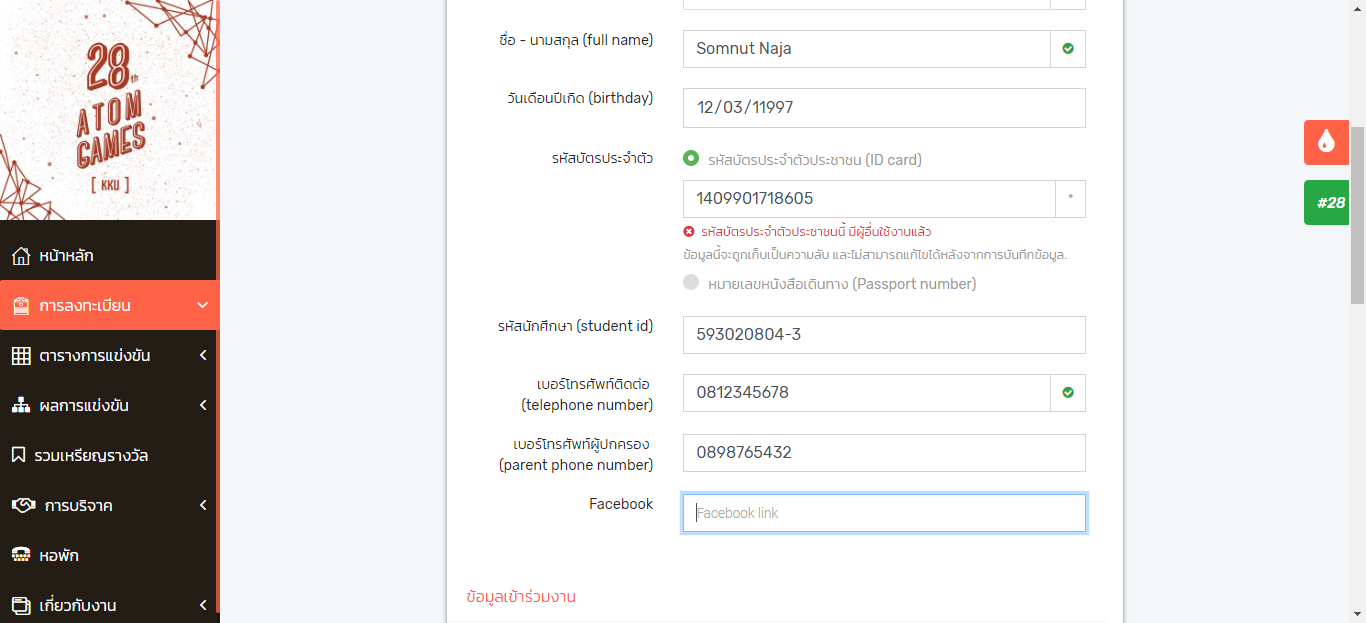 28th
ATOM
GAMES
[ KKU ]
หน้าหลัก
การลงทะเบียน
ตารางการแข่งขัน
ผลการแข่งขัน
รวมเหรียญรางวัล
การบริจาค
หอพัก
เกี่ยวกับงาน
ชื่อ - นามสกุล (full name)
Somnut Naja
วันเดือนปีเกิด (birthday)
12/03/11997
รหัสบัตรประจำตัว
รหัสบัตรประจำตัวประชาชน (ID card)
1409901718605
*
รหัสบัตรประจำตัวประชาชนนี้ มีผู้อื่นใช้งานแล้ว
ข้อมูลนี้จะถูกเก็บเป็นความลับ และไม่สามารถแก้ไขได้หลังจากการบันทึกข้อมูล.
หมายเลขหนังสือเดินทาง (Passport number)
รหัสนักศึกษา (student id)
593020804-3
เบอร์โทรศัพท์ติดต่อ
(telephone number)
0812345678
เบอร์โทรศัพท์ผู้ปกครอง
(parent phone number)
0898765432
Facebook
Facebook link
ข้อมูลเข้าร่วมงาน
#28